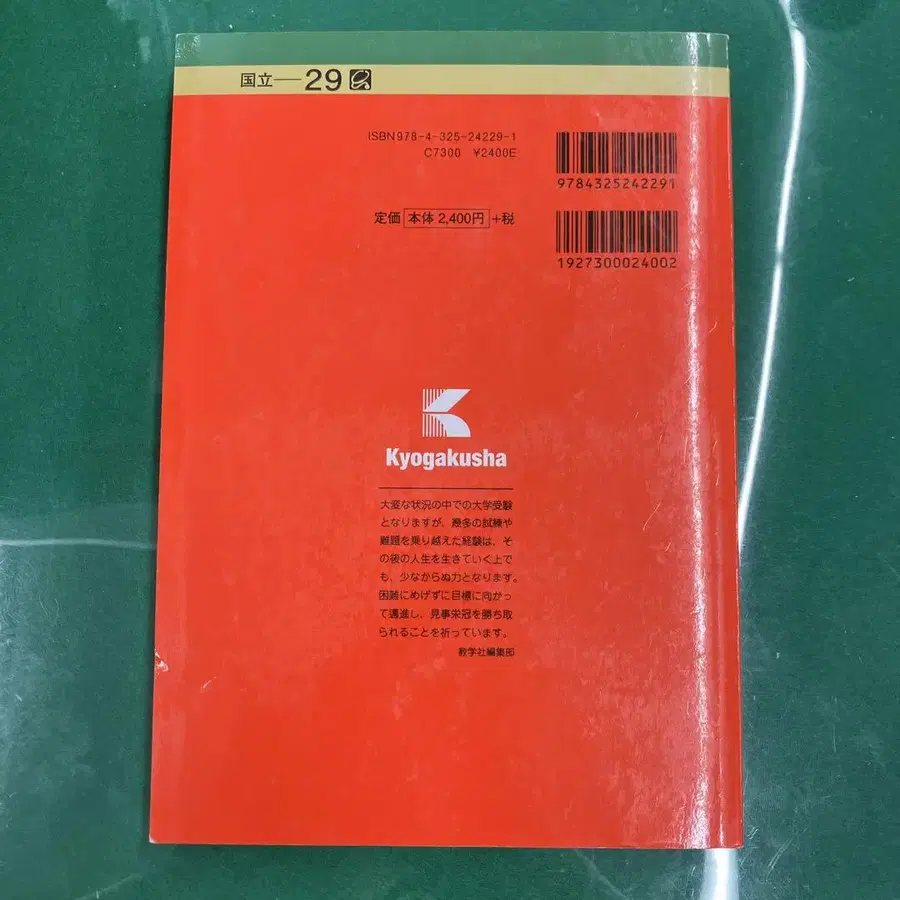 国立—29
ISBN978-4-325-24229-1
C7300 ¥2400E
9784325242291
定価 本体 2,400円 +税
1927300024002
Kyogakusha
大変な状況の中での大学受験
となりますが、幾多の試練や
難題を乗り越えた経験は、そ
の後の人生を生きていく上で
も、少なからぬ力となります。
困難にめげずに目標に向かっ
て邁進し、見事栄冠を勝ち取
られることを祈っています。
教学社編集部